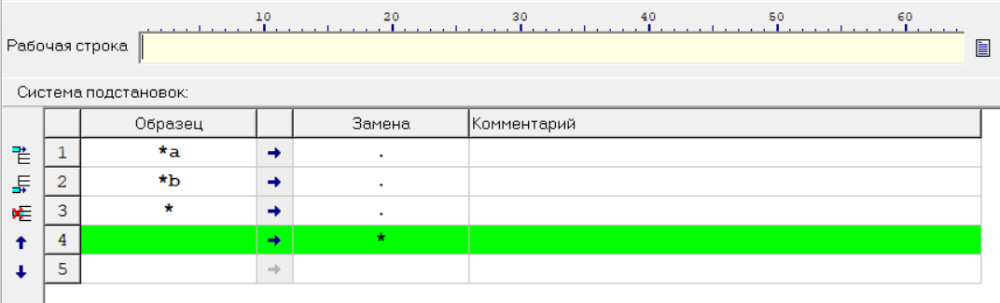 10 20 30 40 50 60
Рабочая строка
Система подстановок:
Образец Замена Комментарий
1 *a → .
2 *b → .
3 * → .
4 → *
5 →